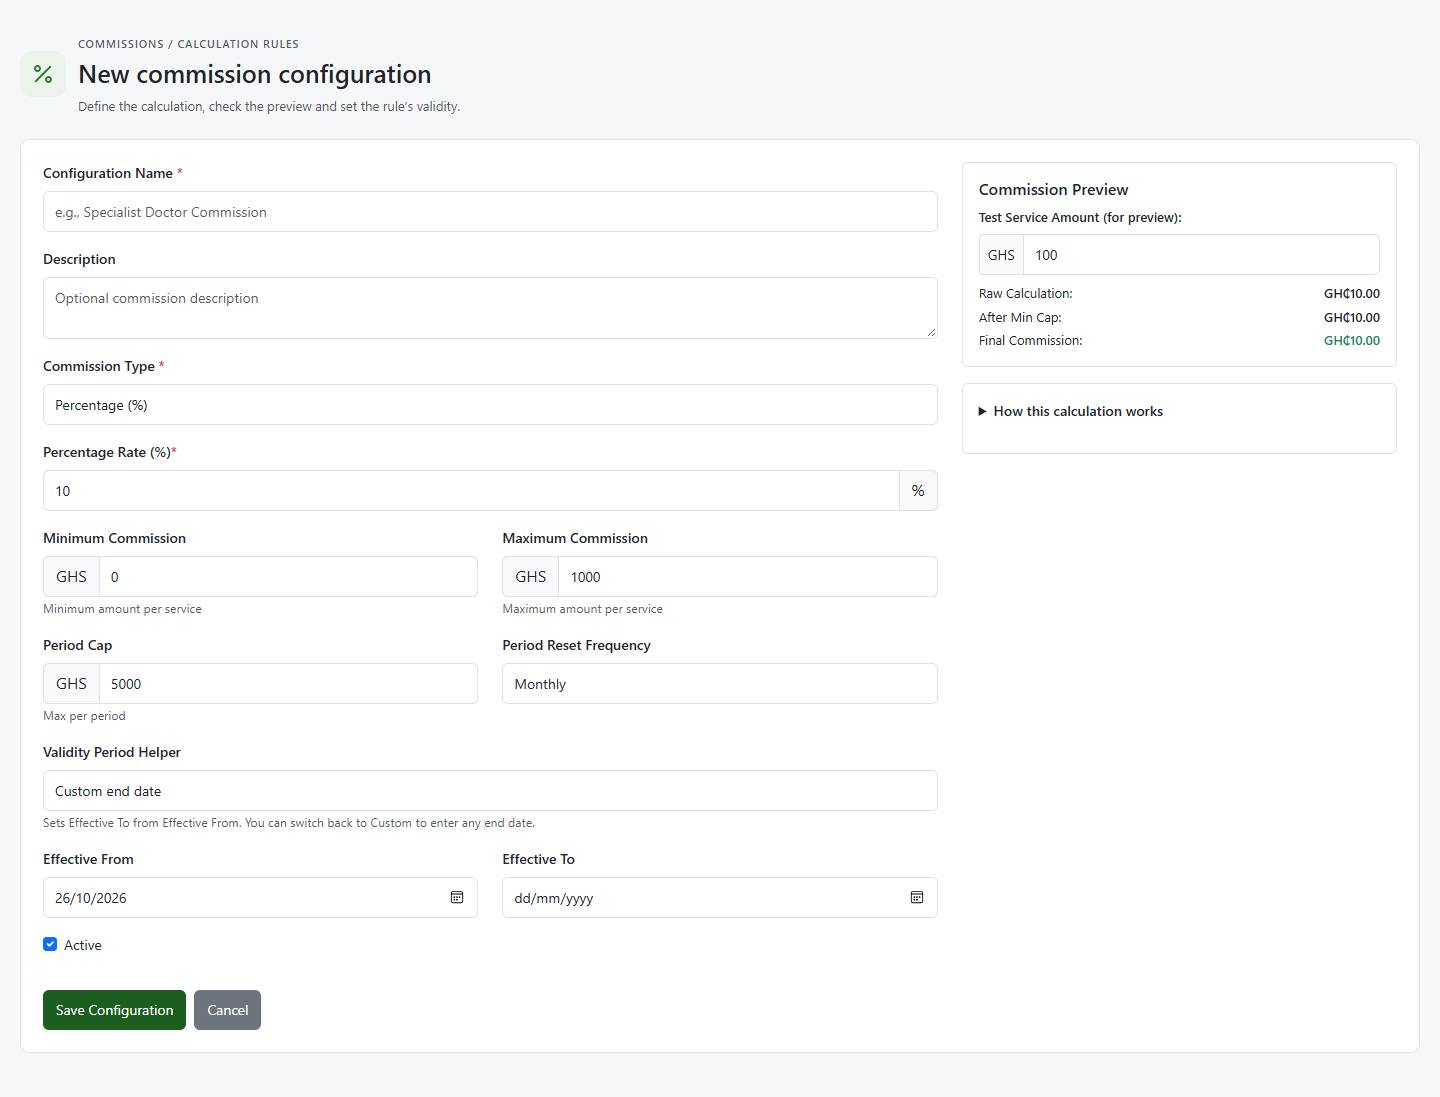 COMMISSIONS / CALCULATION RULES
New commission configuration
Define the calculation, check the preview and set the rule's validity.
Configuration Name *
e.g., Specialist Doctor Commission
Description
Optional commission description
Commission Type *
Percentage (%)
Percentage Rate (%)*
10 %
Minimum Commission
GHS 0
Minimum amount per service
Maximum Commission
GHS 1000
Maximum amount per service
Period Cap
GHS 5000
Max per period
Period Reset Frequency
Monthly
Validity Period Helper
Custom end date
Sets Effective To from Effective From. You can switch back to Custom to enter any end date.
Effective From
26/10/2026
Effective To
dd/mm/yyyy
Active
Save Configuration
Cancel
Commission Preview
Test Service Amount (for preview):
GHS 100
Raw Calculation: GH₵10.00
After Min Cap: GH₵10.00
Final Commission: GH₵10.00
How this calculation works